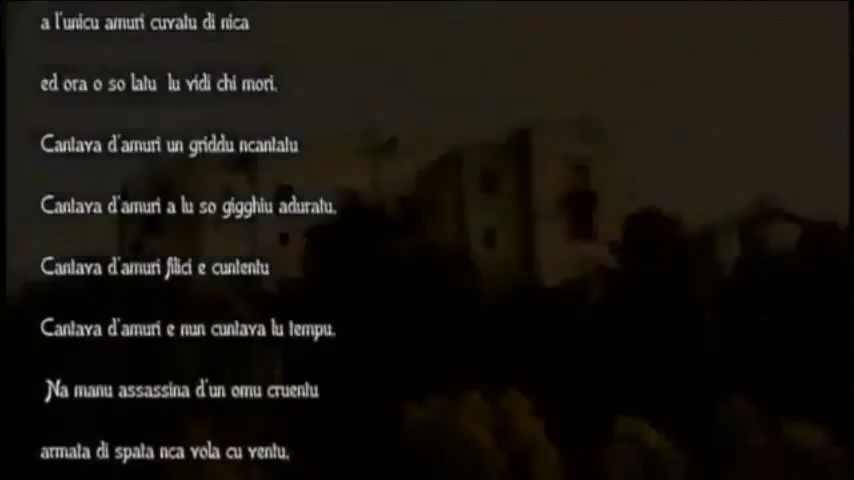 a l'unicu amuri cuvatu di nica
ed ora o so latu lu vidi chi mori.
Cantava d'amuri un griddu ncantatu
Cantava d'amuri a lu so gigghiu aduratu.
Cantava d'amuri filici e cuntentu
Cantava d'amuri e nun cuntava lu tempu.
Na manu assassina d'un omu cruentu
armata di spata nca vola cu ventu.